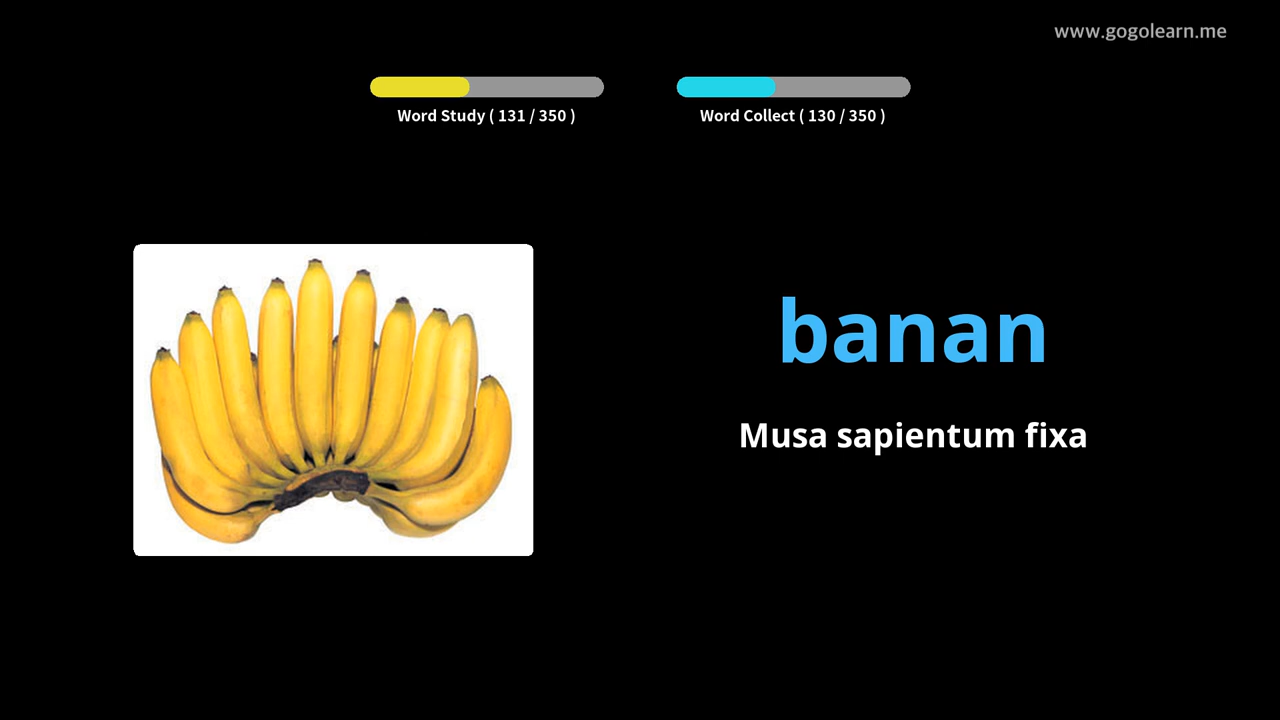 www.gogolearn.me
Word Study ( 131 / 350 )
Word Collect ( 130 / 350 )
banan
Musa sapientum fixa